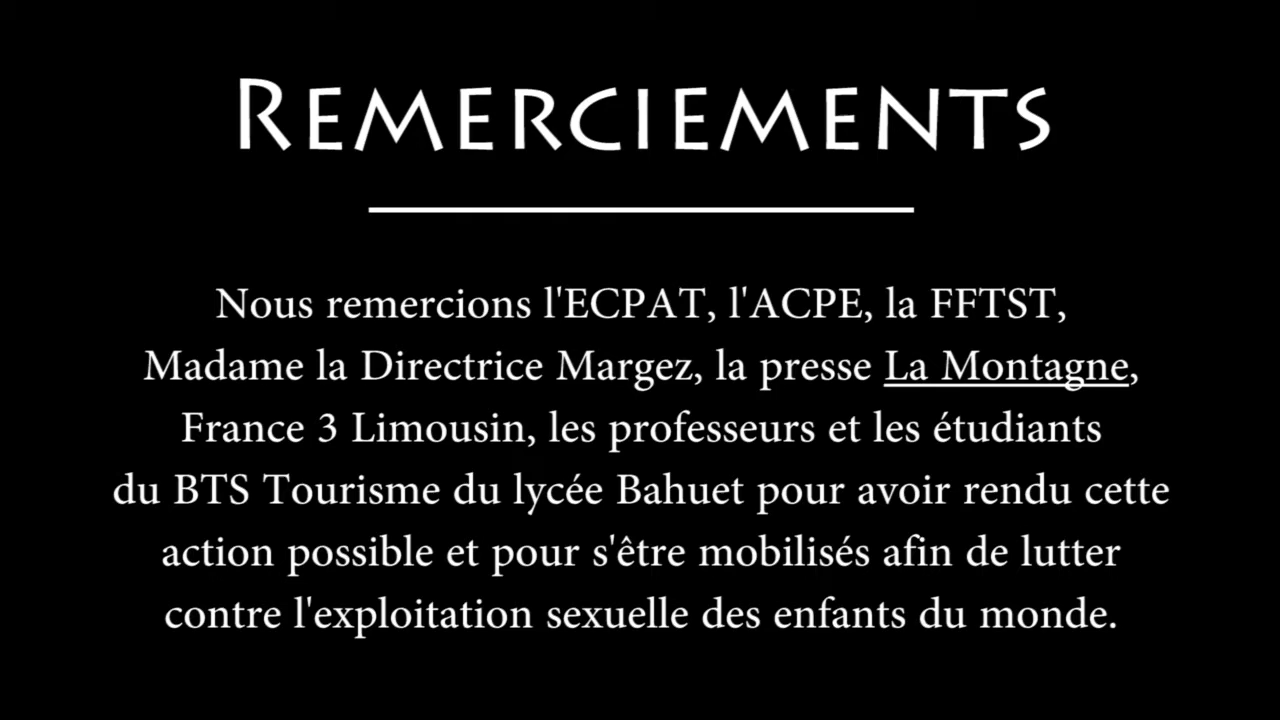 REMERCIEMENTS
Nous remercions l'ECPAT, l'ACPE, la FFTST,
Madame la Directrice Margez, la presse La Montagne,
France 3 Limousin, les professeurs et les étudiants
du BTS Tourisme du lycée Bahuet pour avoir rendu cette
action possible et pour s'être mobilisés afin de lutter
contre l'exploitation sexuelle des enfants du monde.